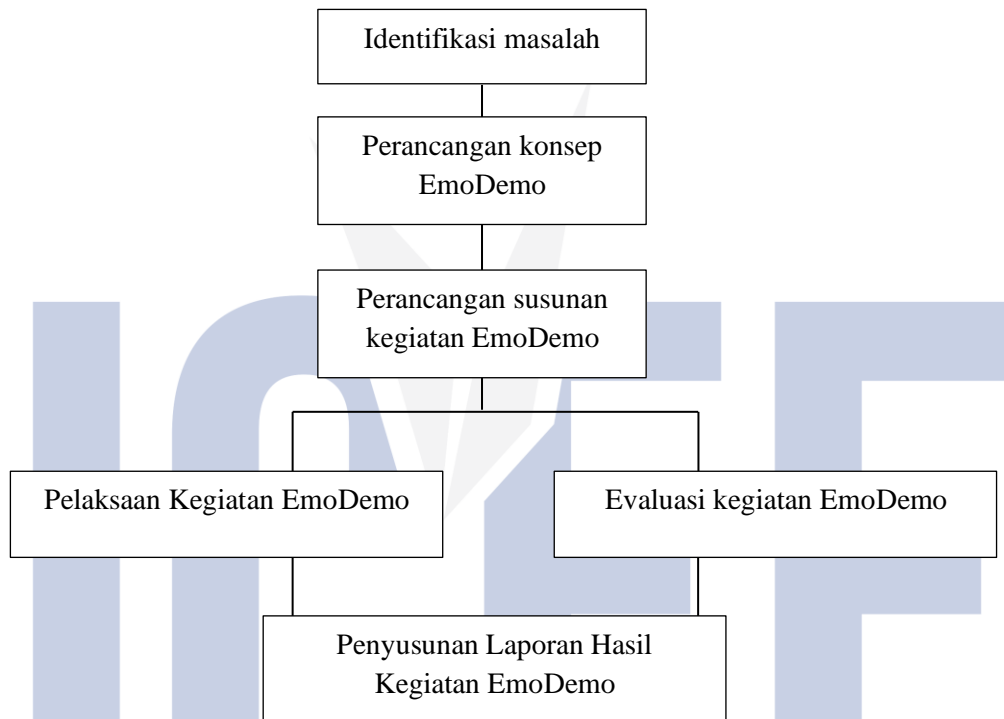 Identifikasi masalah
Perancangan konsep
EmoDemo
Perancangan susunan
kegiatan EmoDemo
Pelaksaan Kegiatan EmoDemo
Evaluasi kegiatan EmoDemo
Penyusunan Laporan Hasil
Kegiatan EmoDemo